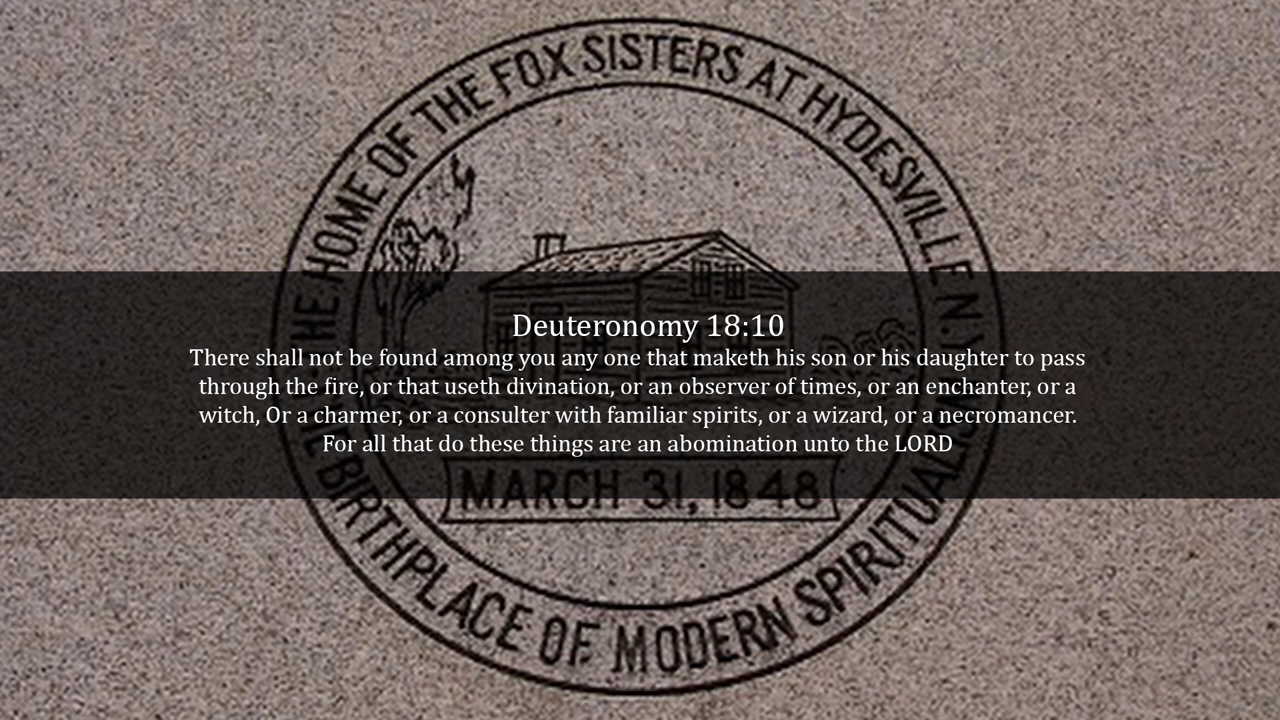 THE HOME OF THE FOX SISTERS AT HYDESVILLE N.Y.
Deuteronomy 18:10
There shall not be found among you any one that maketh his son or his daughter to pass
through the fire, or that useth divination, or an observer of times, or an enchanter, or a
witch, Or a charmer, or a consulter with familiar spirits, or a wizard, or a necromancer.
For all that do these things are an abomination unto the LORD
MARCH 31, 1848
BIRTHPLACE OF MODERN